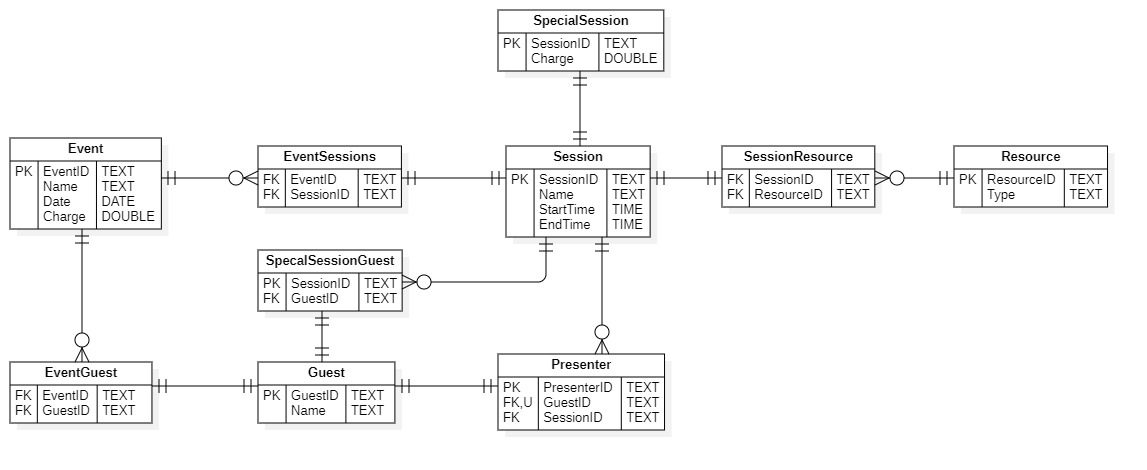 SpecialSession
PK SessionID TEXT
Charge DOUBLE
Event
PK EventID TEXT
Name TEXT
Date DATE
Charge DOUBLE
EventSessions
FK EventID TEXT
FK SessionID TEXT
Session
PK SessionID TEXT
Name TEXT
StartTime TIME
EndTime TIME
SessionResource
FK SessionID TEXT
FK ResourceID TEXT
Resource
PK ResourceID TEXT
Type TEXT
SpecalSessionGuest
PK SessionID TEXT
FK GuestID TEXT
EventGuest
FK EventID TEXT
FK GuestID TEXT
Guest
PK GuestID TEXT
Name TEXT
Presenter
PK PresenterID TEXT
FK,U GuestID TEXT
FK SessionID TEXT